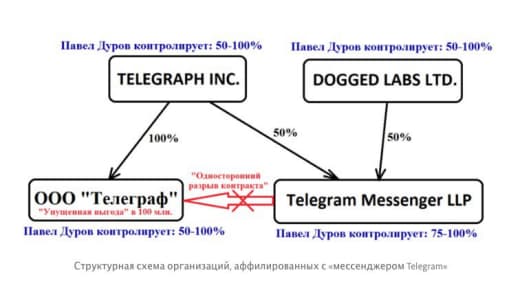 Павел Дуров контролирует: 50-100%
Павел Дуров контролирует: 50-100%
TELEGRAPH INC.
DOGGED LABS LTD.
100%
50%
50%
"Односторонний
разрыв контракта"
ООО "Телеграф"
"Упущенная выгода" в 100 млн.
Telegram Messenger LLP
Павел Дуров контролирует: 50-100%
Павел Дуров контролирует: 75-100%
Структурная схема организаций, аффилированных с «мессенджером Telegram»